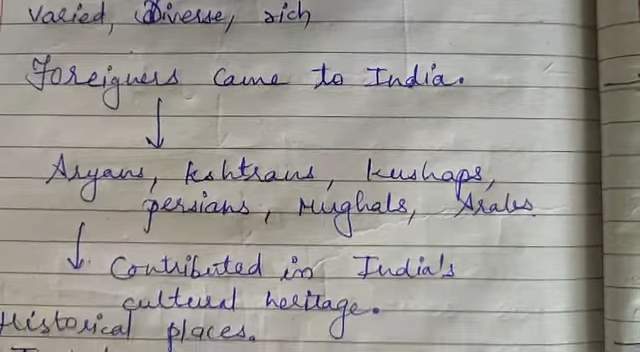 varied, Diverse, rich
Foreigners came to India.
↓
Aryans, kshtrans, kushaps,
persians, Mughals, Arabs
↓ Contributed in India's
cultural heritage.
Historical places.